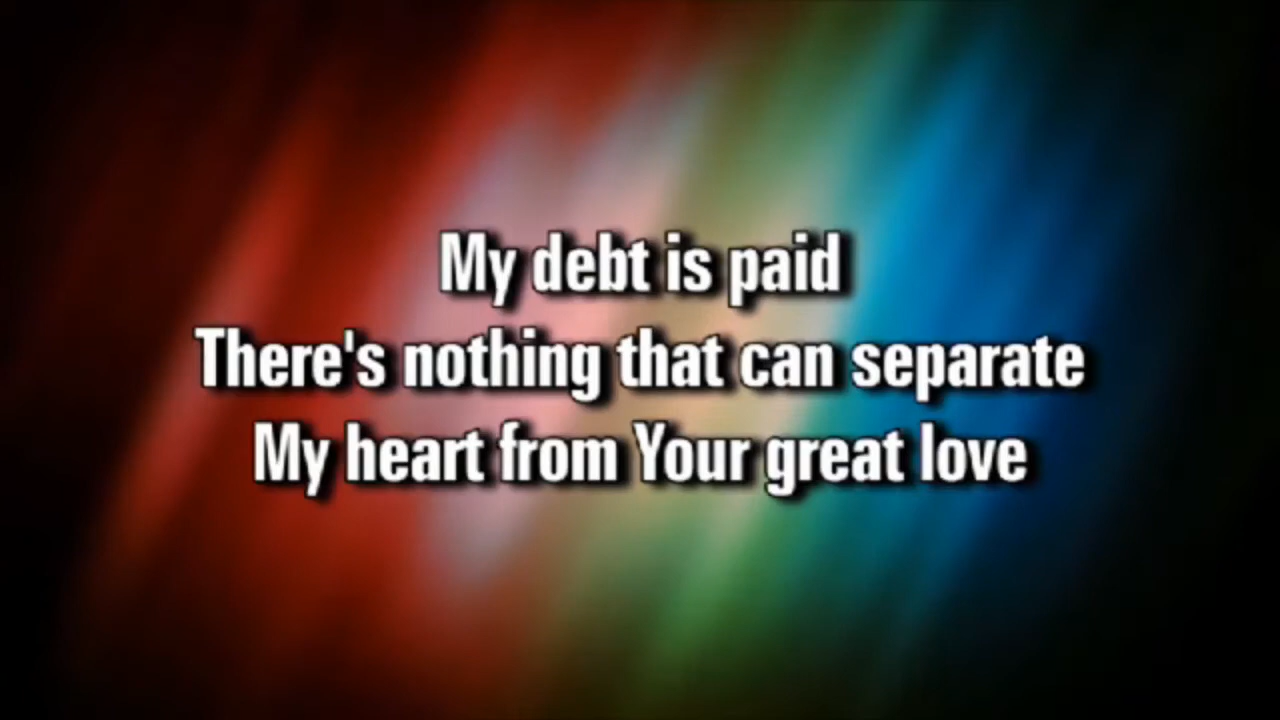 My debt is paid
There's nothing that can separate
My heart from Your great love